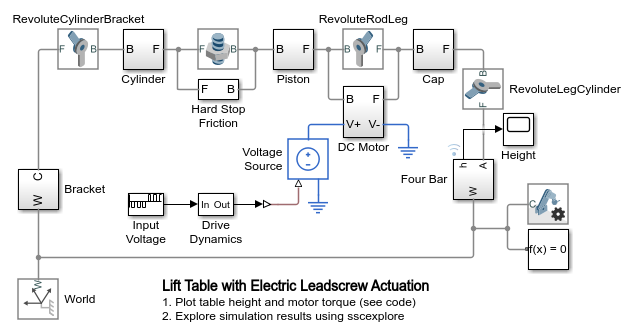 RevoluteCylinderBracket
RevoluteRodLeg
F B
B F
F B
B F
B F
B F
Cylinder
Piston
Cap
F B
Hard Stop
Friction
B
F
RevoluteLegCylinder
B F
V+ V-
DC Motor
Voltage
Source
Height
h A
W
Four Bar
C
W
Bracket
In Out
Input
Voltage
Drive
Dynamics
C
f(x) = 0
W
World
Lift Table with Electric Leadscrew Actuation
1. Plot table height and motor torque (see code)
2. Explore simulation results using sscexplore